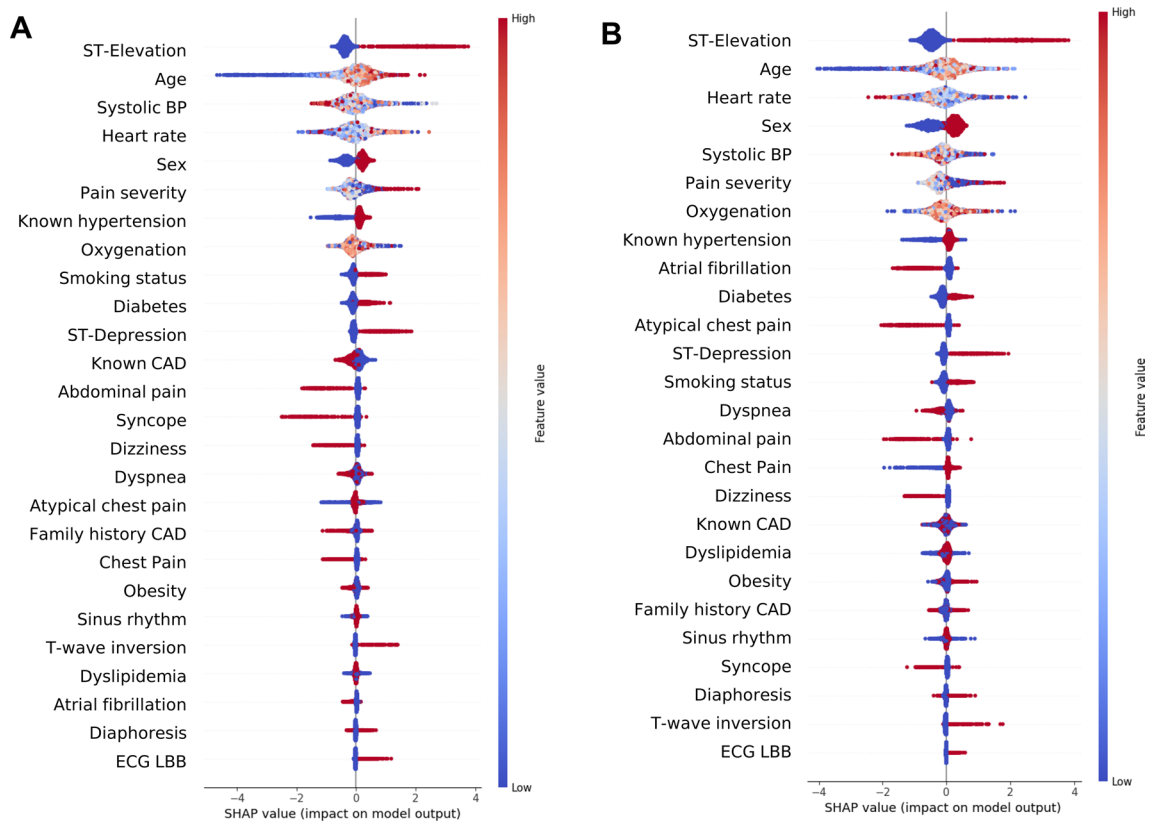 A
High
ST-Elevation
Age
Systolic BP
Heart rate
Sex
Pain severity
Known hypertension
Oxygenation
Smoking status
Diabetes
ST-Depression
Known CAD
Abdominal pain
Syncope
Dizziness
Dyspnea
Atypical chest pain
Family history CAD
Chest Pain
Obesity
Sinus rhythm
T-wave inversion
Dyslipidemia
Atrial fibrillation
Diaphoresis
ECG LBB
Feature value
Low
−4 −2 0 2 4
SHAP value (impact on model output)
B
High
ST-Elevation
Age
Heart rate
Sex
Systolic BP
Pain severity
Oxygenation
Known hypertension
Atrial fibrillation
Diabetes
Atypical chest pain
ST-Depression
Smoking status
Dyspnea
Abdominal pain
Chest Pain
Dizziness
Known CAD
Dyslipidemia
Obesity
Family history CAD
Sinus rhythm
Syncope
Diaphoresis
T-wave inversion
ECG LBB
Feature value
Low
−4 −2 0 2 4
SHAP value (impact on model output)